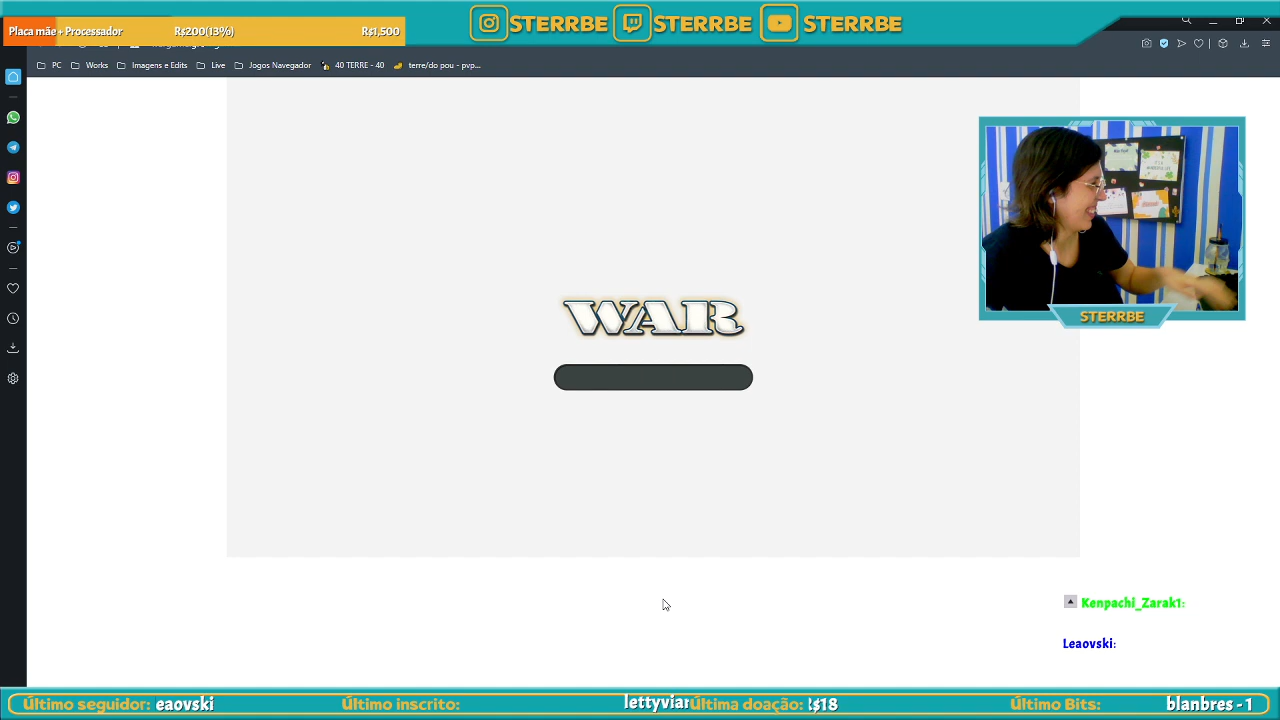 Placa mãe + Processador R$200(13%) R$1,500
STERRBE STERRBE STERRBE
PC Works Imagens e Edits Live Jogos Navegador 40 TERRE - 40 terre/do pou - pvp...
WAR
STERRBE
Kenpachi_Zarak1:
Leaovski:
Último seguidor: eaovski Último inscrito: lettyviar Última doação: !$18 Último Bits: blanbres - 1